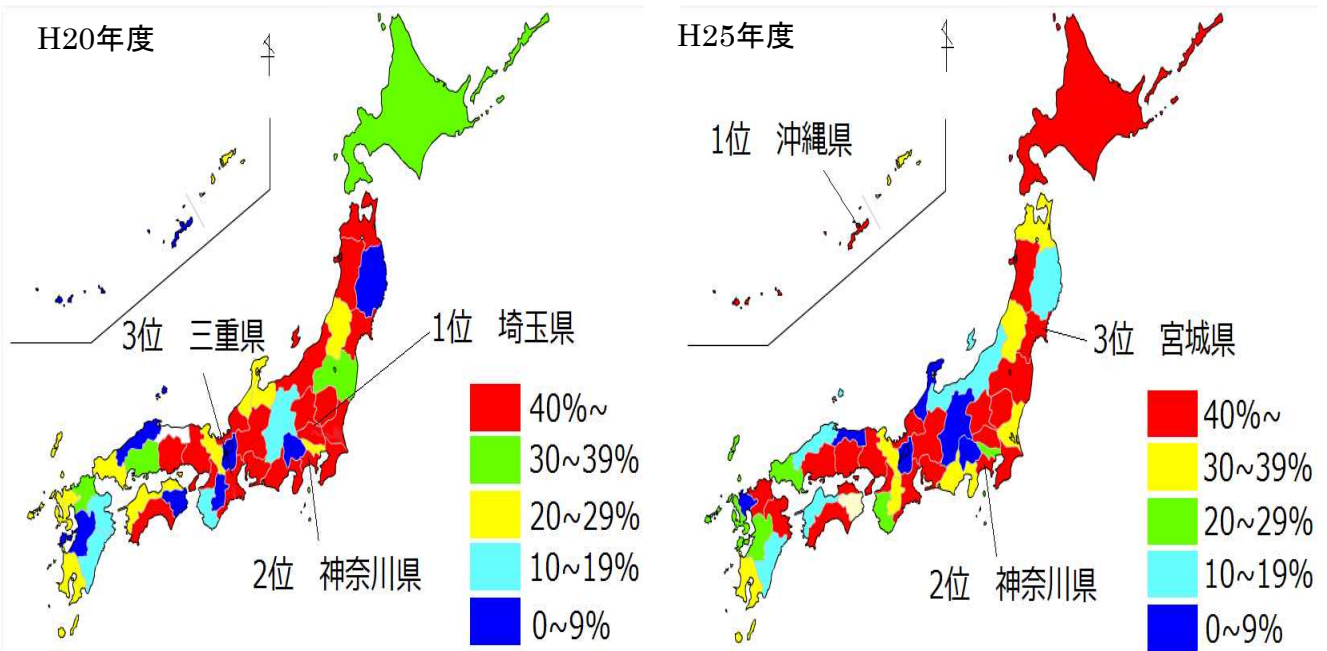 H20年度
3位 三重県
1位 埼玉県
2位 神奈川県
40%~
30~39%
20~29%
10~19%
0~9%
H25年度
1位 沖縄県
3位 宮城県
2位 神奈川県
40%~
30~39%
20~29%
10~19%
0~9%